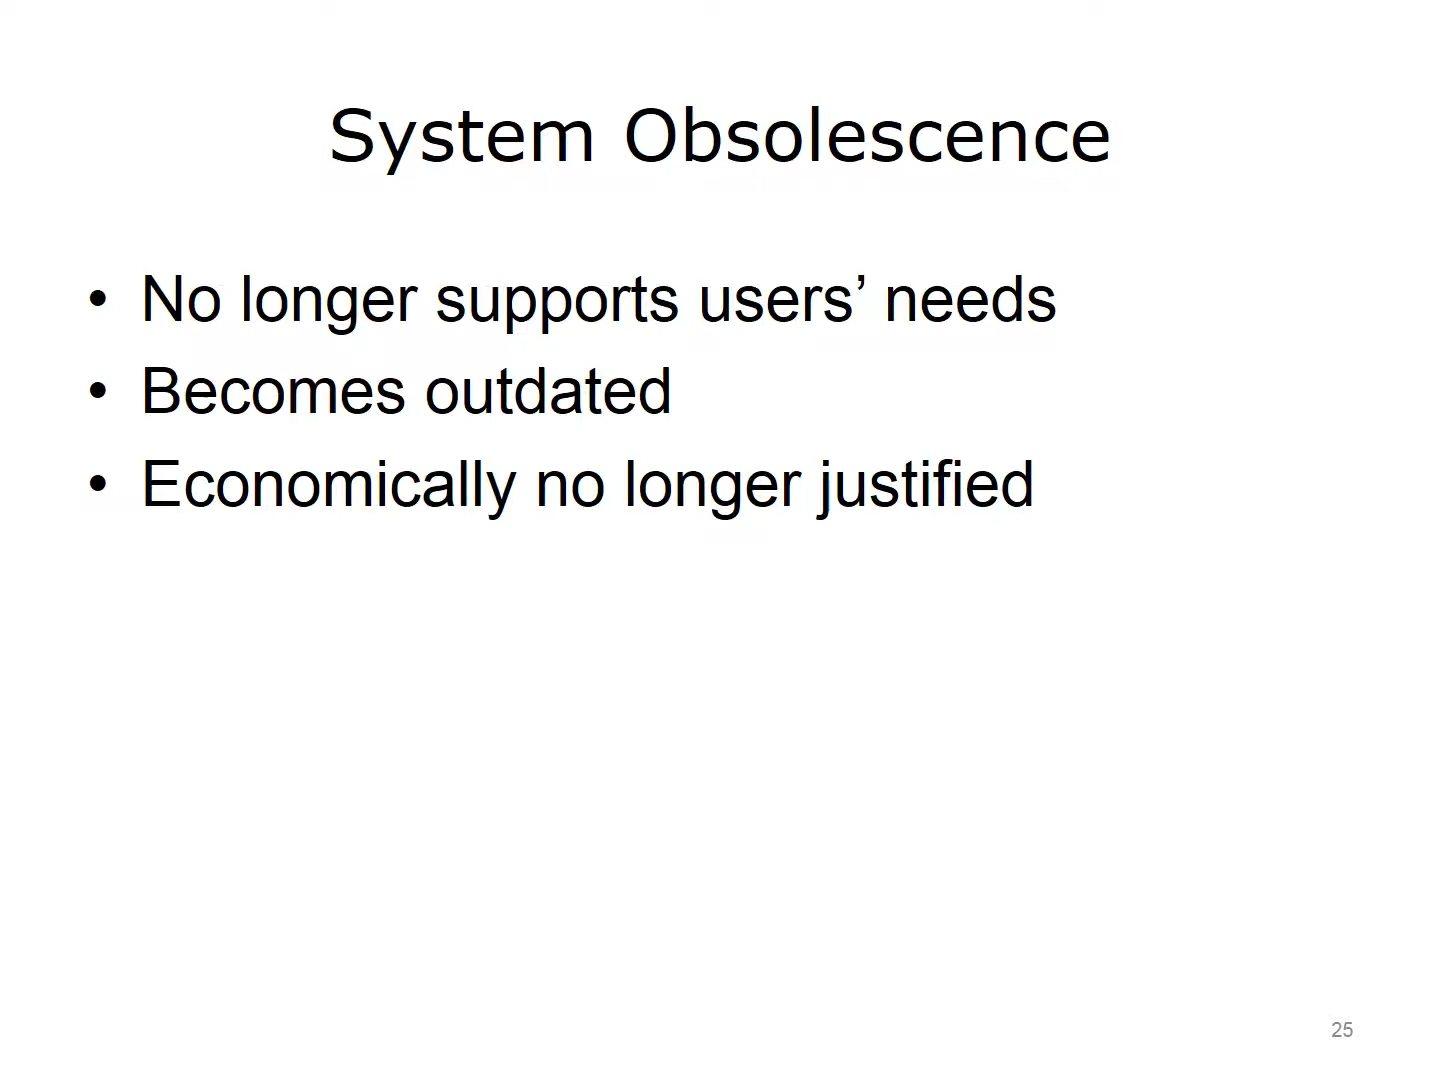 System Obsolescence
• No longer supports users’ needs
• Becomes outdated
• Economically no longer justified
25